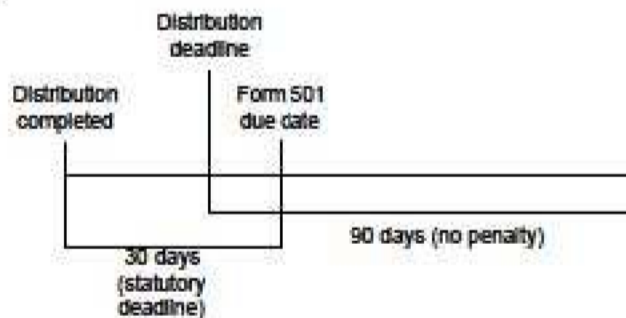 Distribution
deadline
Distribution
completed
Form 501
due date
90 days (no penalty)
30 days
(statutory
deadline)